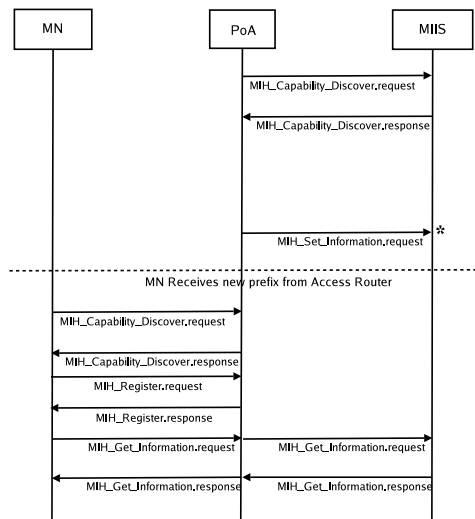 MN PoA MIIS
MIH_Capability_Discover.request
MIH_Capability_Discover.response
MIH_Set_Information.request *
MN Receives new prefix from Access Router
MIH_Capability_Discover.request
MIH_Capability_Discover.response
MIH_Register.request
MIH_Register.response
MIH_Get_Information.request MIH_Get_Information.request
MIH_Get_Information.response MIH_Get_Information.response